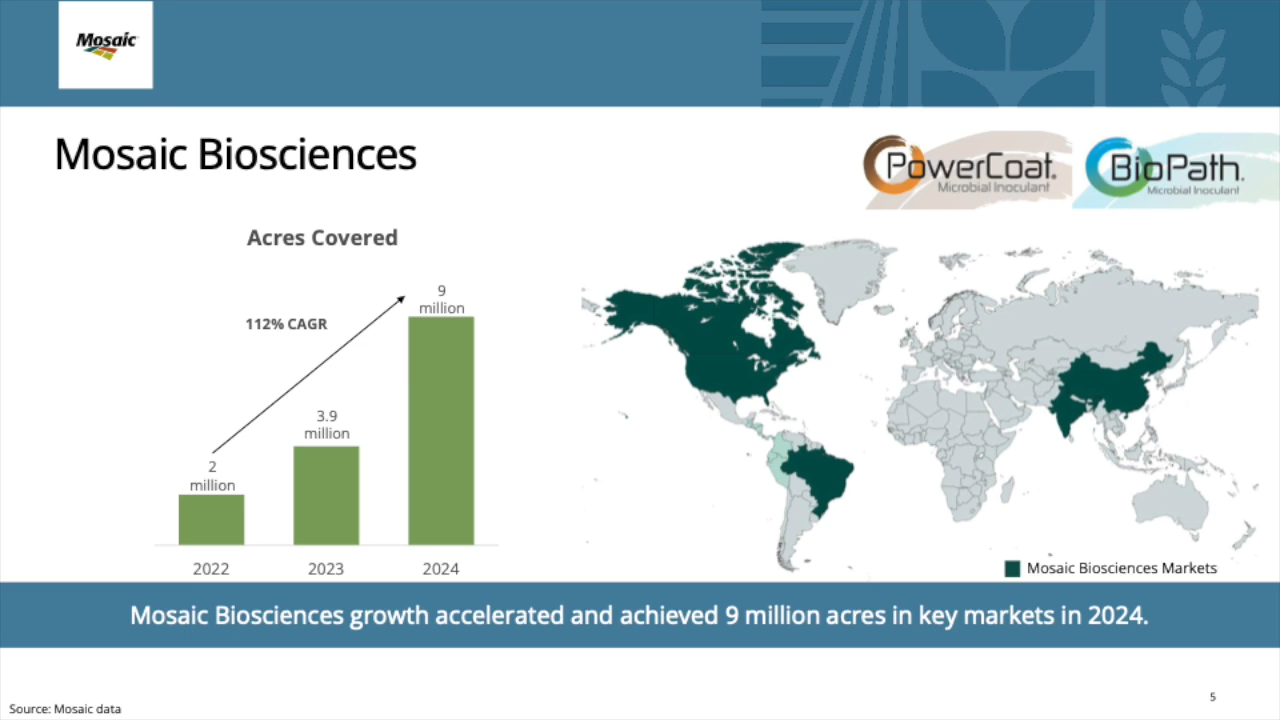 Mosaic
Mosaic Biosciences
PowerCoat.
Microbial Inoculant
BioPath.
Microbial Inoculant
Acres Covered
112% CAGR
2
million
3.9
million
9
million
2022
2023
2024
Mosaic Biosciences Markets
Mosaic Biosciences growth accelerated and achieved 9 million acres in key markets in 2024.
5
Source: Mosaic data